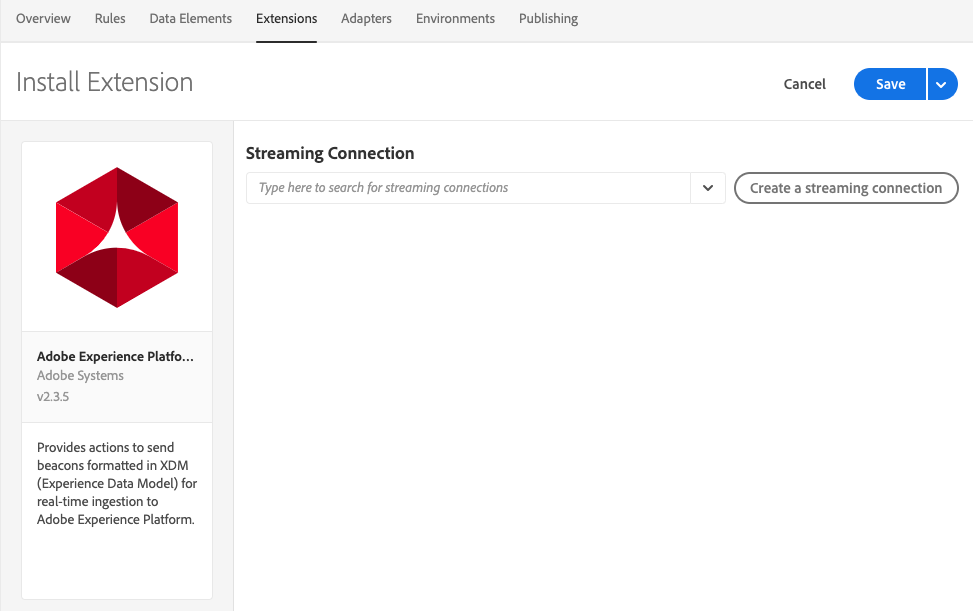 Overview Rules Data Elements Extensions Adapters Environments Publishing
Install Extension
Cancel Save
Streaming Connection
Type here to search for streaming connections
Create a streaming connection
Adobe Experience Platfo...
Adobe Systems
v2.3.5
Provides actions to send
beacons formatted in XDM
(Experience Data Model) for
real-time ingestion to
Adobe Experience Platform.